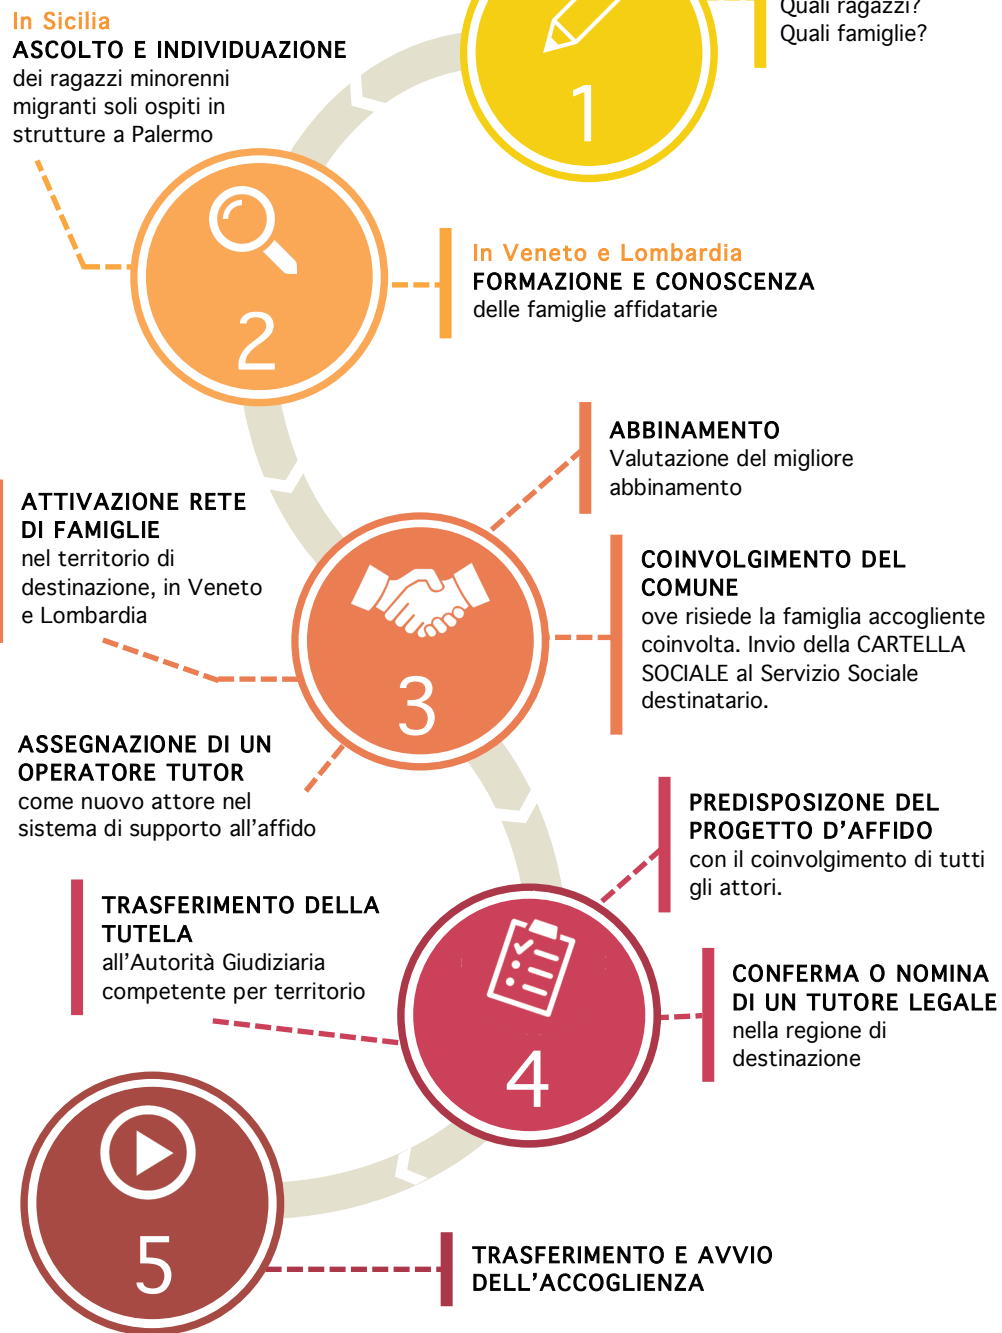 Quali ragazzi?
Quali famiglie?
1
In Sicilia
ASCOLTO E INDIVIDUAZIONE
dei ragazzi minorenni
migranti soli ospiti in
strutture a Palermo
2
In Veneto e Lombardia
FORMAZIONE E CONOSCENZA
delle famiglie affidatarie
ABBINAMENTO
Valutazione del migliore
abbinamento
ATTIVAZIONE RETE
DI FAMIGLIE
nel territorio di
destinazione, in Veneto
e Lombardia
COINVOLGIMENTO DEL
COMUNE
ove risiede la famiglia accogliente
coinvolta. Invio della CARTELLA
SOCIALE al Servizio Sociale
destinatario.
3
ASSEGNAZIONE DI UN
OPERATORE TUTOR
come nuovo attore nel
sistema di supporto all’affido
PREDISPOSIZONE DEL
PROGETTO D’AFFIDO
con il coinvolgimento di tutti
gli attori.
TRASFERIMENTO DELLA
TUTELA
all’Autorità Giudiziaria
competente per territorio
CONFERMA O NOMINA
DI UN TUTORE LEGALE
nella regione di
destinazione
4
5
TRASFERIMENTO E AVVIO
DELL’ACCOGLIENZA